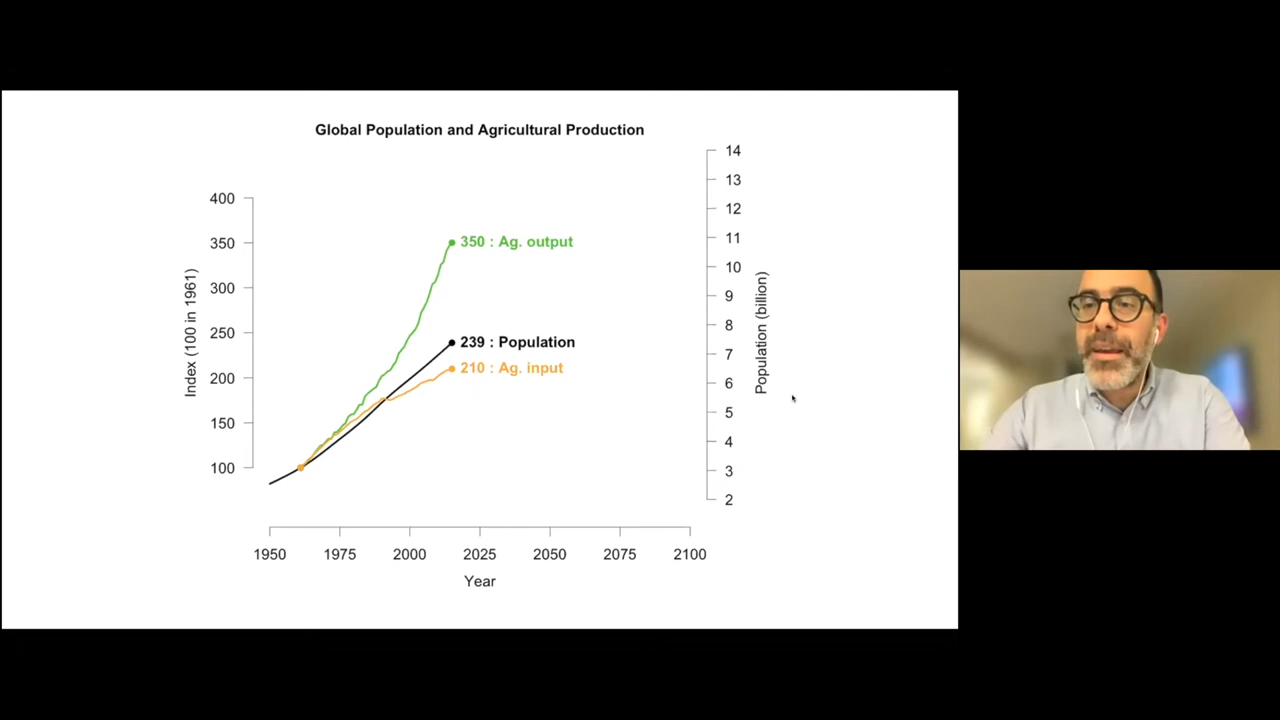 Global Population and Agricultural Production
14
13
400
12
350
350 : Ag. output
11
10
300
9
250
8
239 : Population
7
210 : Ag. input
200
6
5
150
4
100
3
2
Index (100 in 1961)
Population (billion)
1950 1975 2000 2025 2050 2075 2100
Year